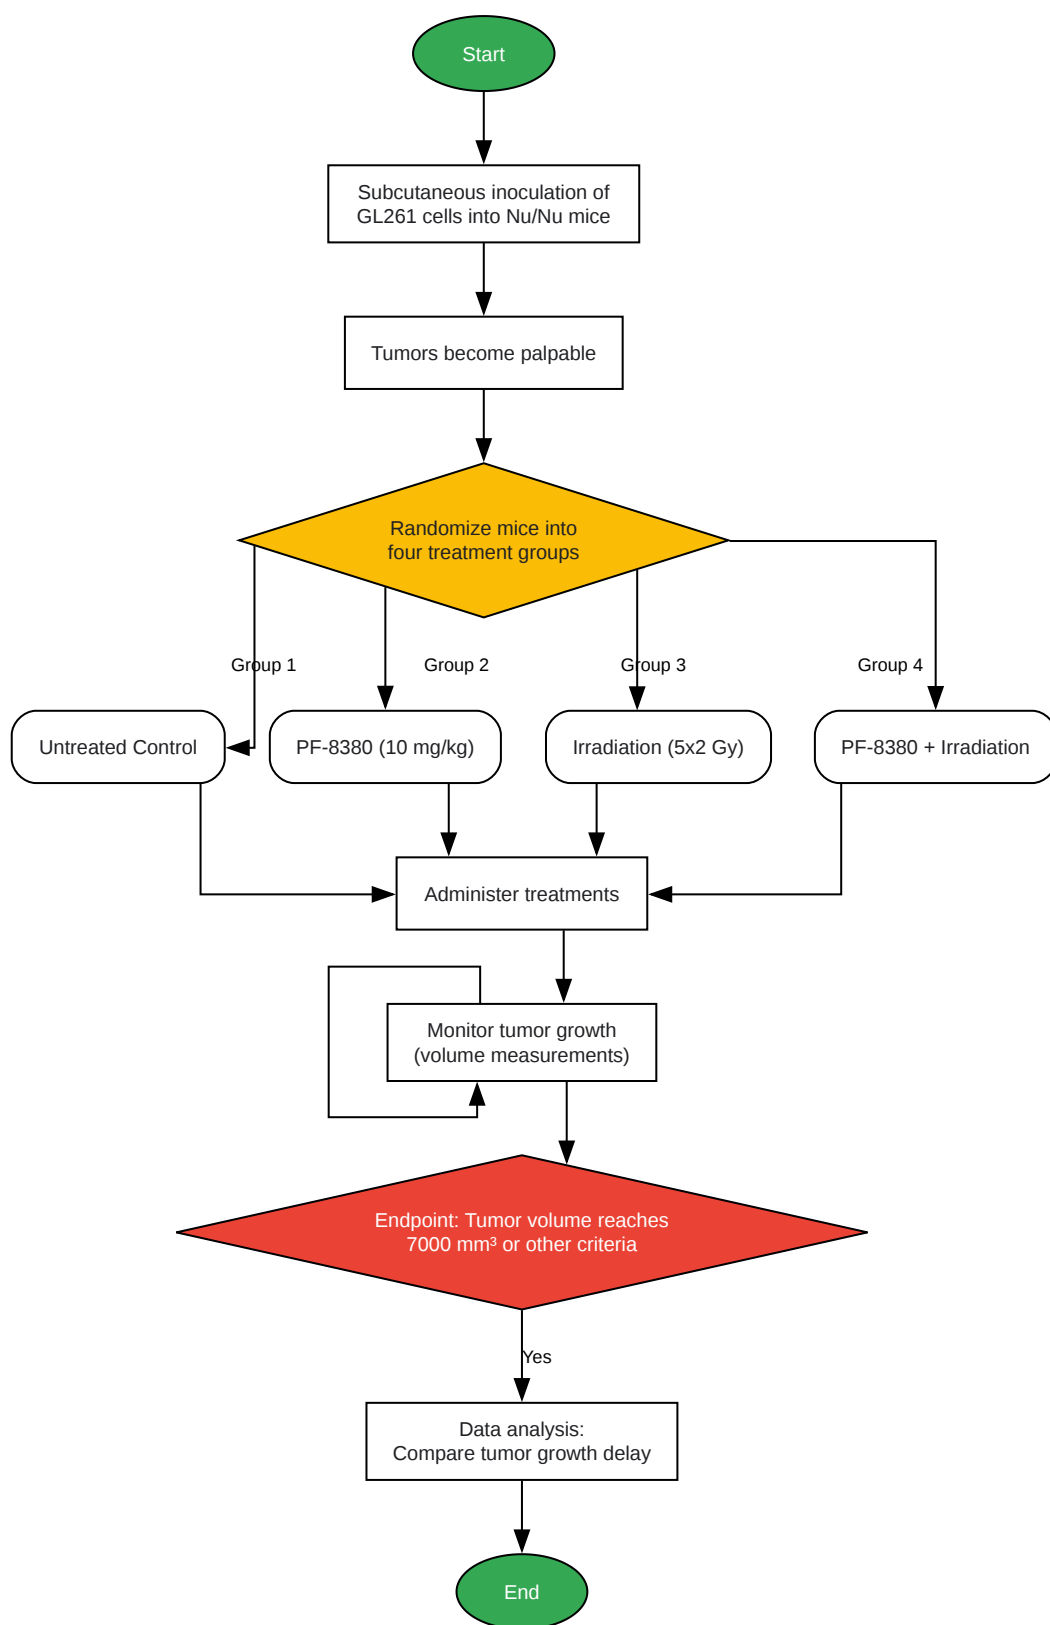 Start
Subcutaneous inoculation of
GL261 cells into Nu/Nu mice
Tumors become palpable
Randomize mice into
four treatment groups
Group 1
Group 2
Group 3
Group 4
Untreated Control
PF-8380 (10 mg/kg)
Irradiation (5x2 Gy)
PF-8380 + Irradiation
Administer treatments
Monitor tumor growth
(volume measurements)
Endpoint: Tumor volume reaches
7000 mm³ or other criteria
Yes
Data analysis:
Compare tumor growth delay
End